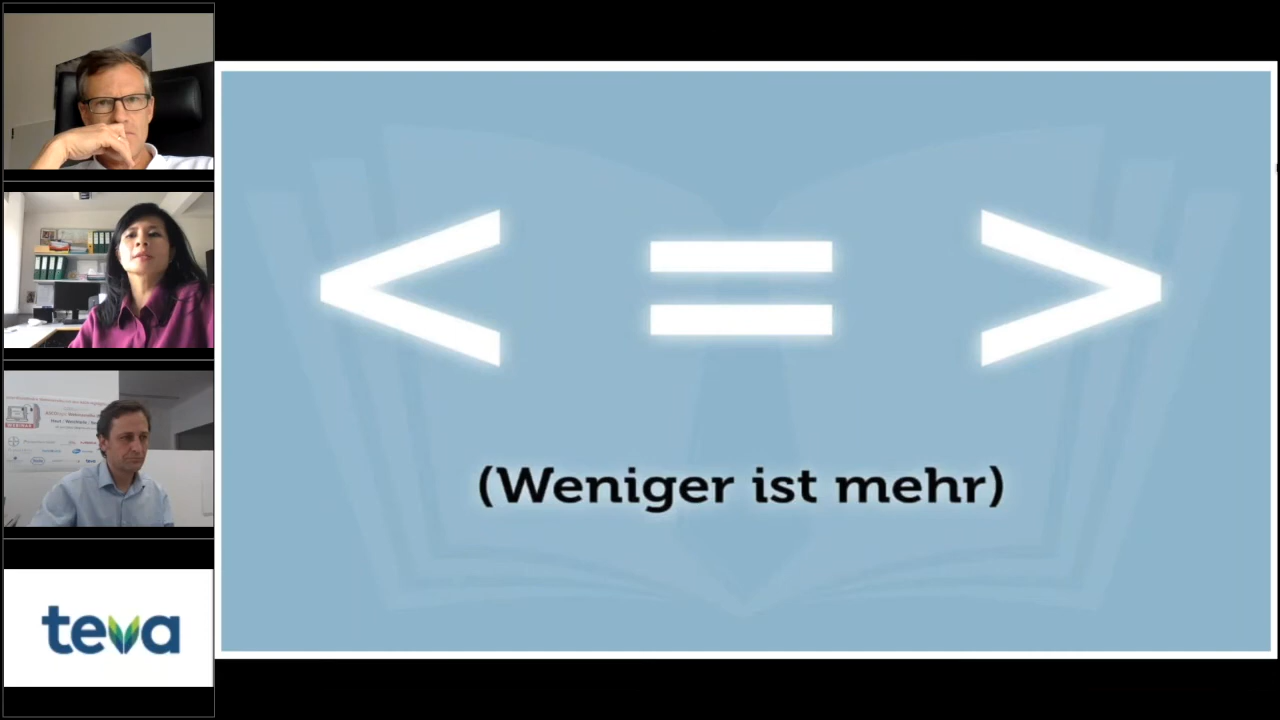 < = >
(Weniger ist mehr)
teva